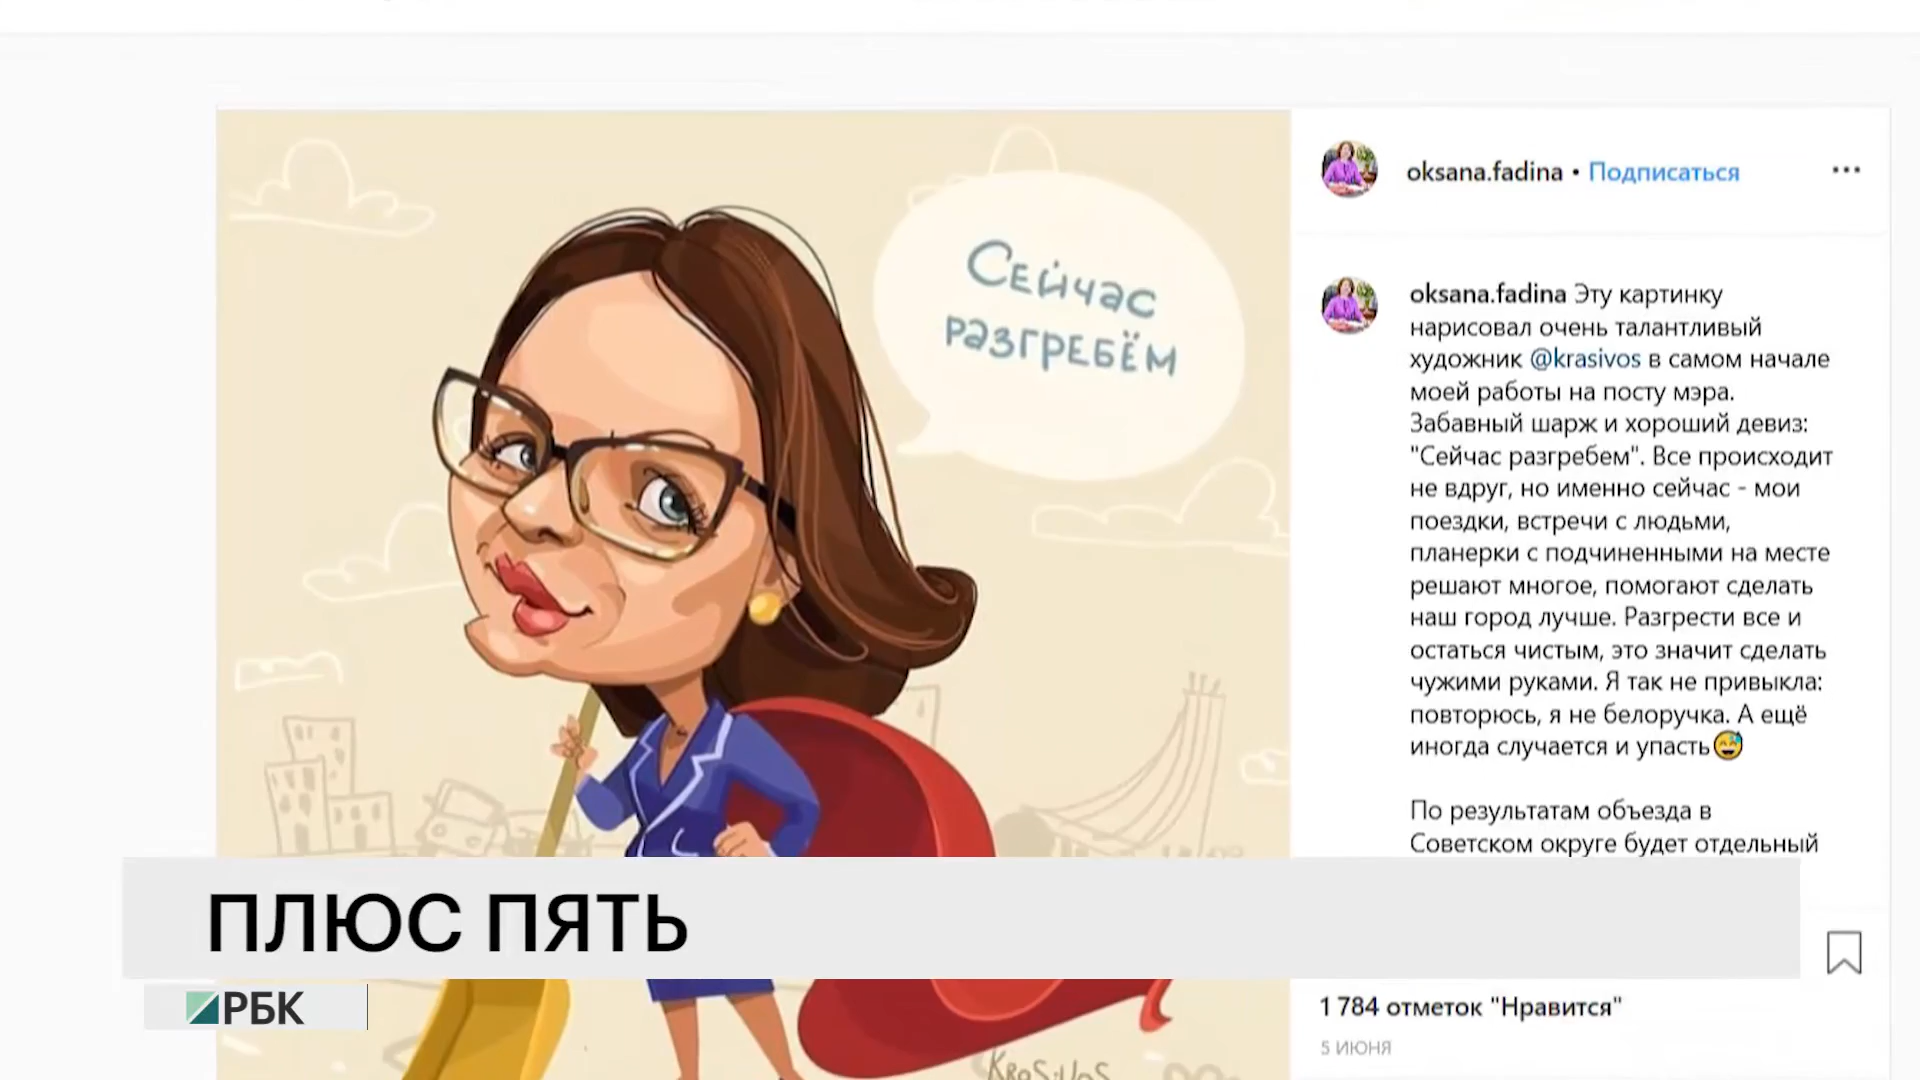 Сейчас
разгребём
oksana.fadina • Подписаться
oksana.fadina Эту картинку
нарисовал очень талантливый
художник @krasivos в самом начале
моей работы на посту мэра.
Забавный шарж и хороший девиз:
"Сейчас разгребем". Все происходит
не вдруг, но именно сейчас - мои
поездки, встречи с людьми,
планерки с подчиненными на месте
решают многое, помогают сделать
наш город лучше. Разгрести все и
остаться чистым, это значит сделать
чужими руками. Я так не привыкла:
повторюсь, я не белоручка. А ещё
иногда случается и упасть😅
По результатам объезда в
Советском округе будет отдельный
ПЛЮС ПЯТЬ
РБК
1 784 отметок "Нравится"
5 ИЮНЯ
KRaSiVoS